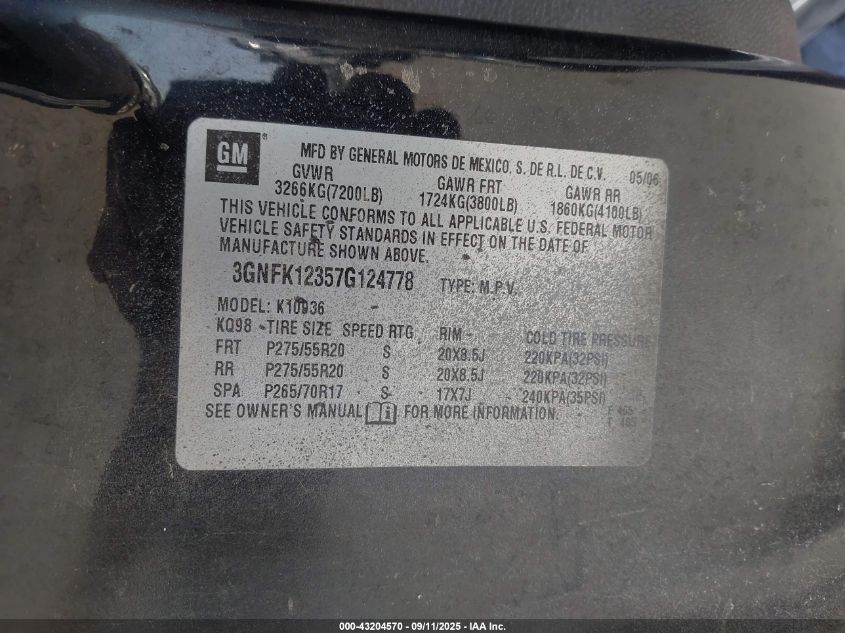 GM
®
MFD BY GENERAL MOTORS DE MEXICO, S. DE R.L. DE C.V. 05/06
GVWR GAWR FRT GAWR RR
3266KG(7200LB) 1724KG(3800LB) 1860KG(4100LB)
THIS VEHICLE CONFORMS TO ALL APPLICABLE U.S. FEDERAL MOTOR
VEHICLE SAFETY STANDARDS IN EFFECT ON THE DATE OF
MANUFACTURE SHOWN ABOVE.
3GNFK12357G124778 TYPE: M.P.V.
MODEL: K10936
KQ98 TIRE SIZE SPEED RTG RIM COLD TIRE PRESSURE
FRT P275/55R20 S 20X8.5J 220KPA(32PSI)
RR P275/55R20 S 20X8.5J 220KPA(32PSI)
SPA P265/70R17 S 17X7J 240KPA(35PSI)
SEE OWNER'S MANUAL FOR MORE INFORMATION.
000-43204570 - 09/11/2025 - IAA Inc.